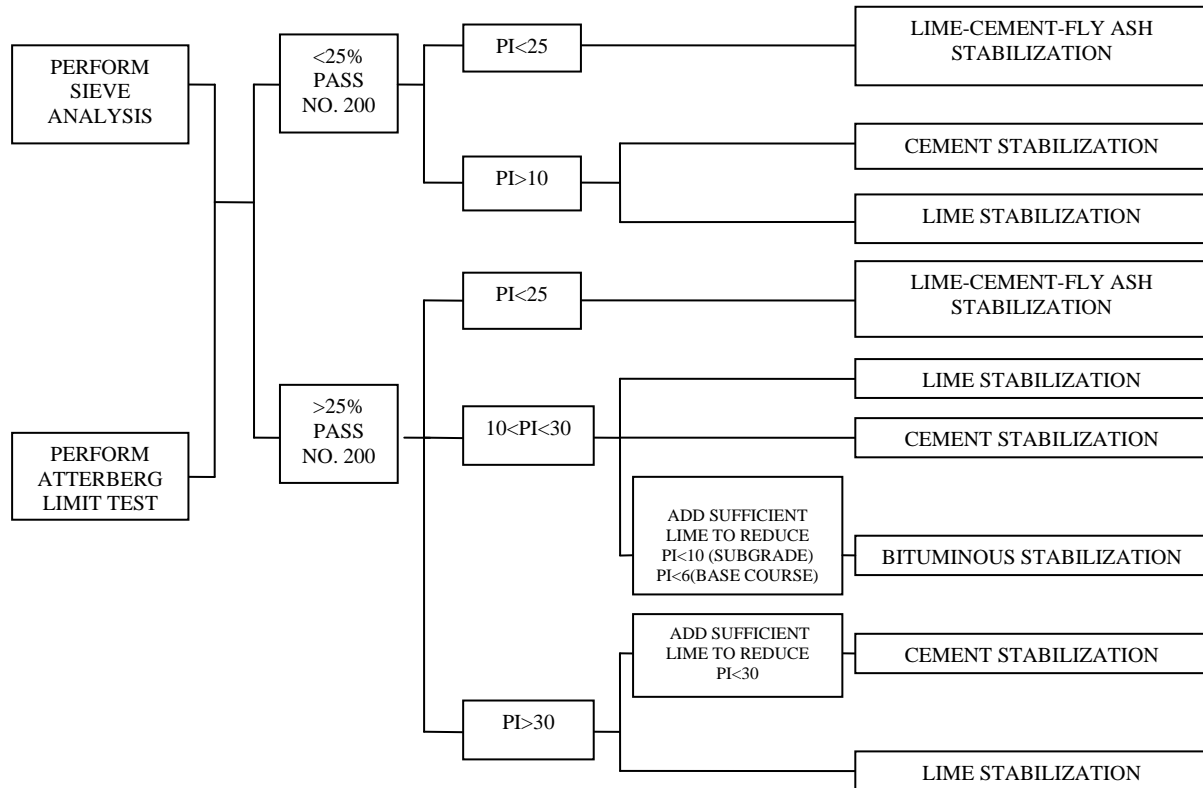 PERFORM
SIEVE
ANALYSIS
PERFORM
ATTERBERG
LIMIT TEST
<25%
PASS
NO. 200
>25%
PASS
NO. 200
PI<25
PI>10
PI<25
10<PI<30
PI>30
ADD SUFFICIENT
LIME TO REDUCE
PI<10 (SUBGRADE)
PI<6(BASE COURSE)
ADD SUFFICIENT
LIME TO REDUCE
PI<30
LIME-CEMENT-FLY ASH
STABILIZATION
CEMENT STABILIZATION
LIME STABILIZATION
LIME-CEMENT-FLY ASH
STABILIZATION
LIME STABILIZATION
CEMENT STABILIZATION
BITUMINOUS STABILIZATION
CEMENT STABILIZATION
LIME STABILIZATION